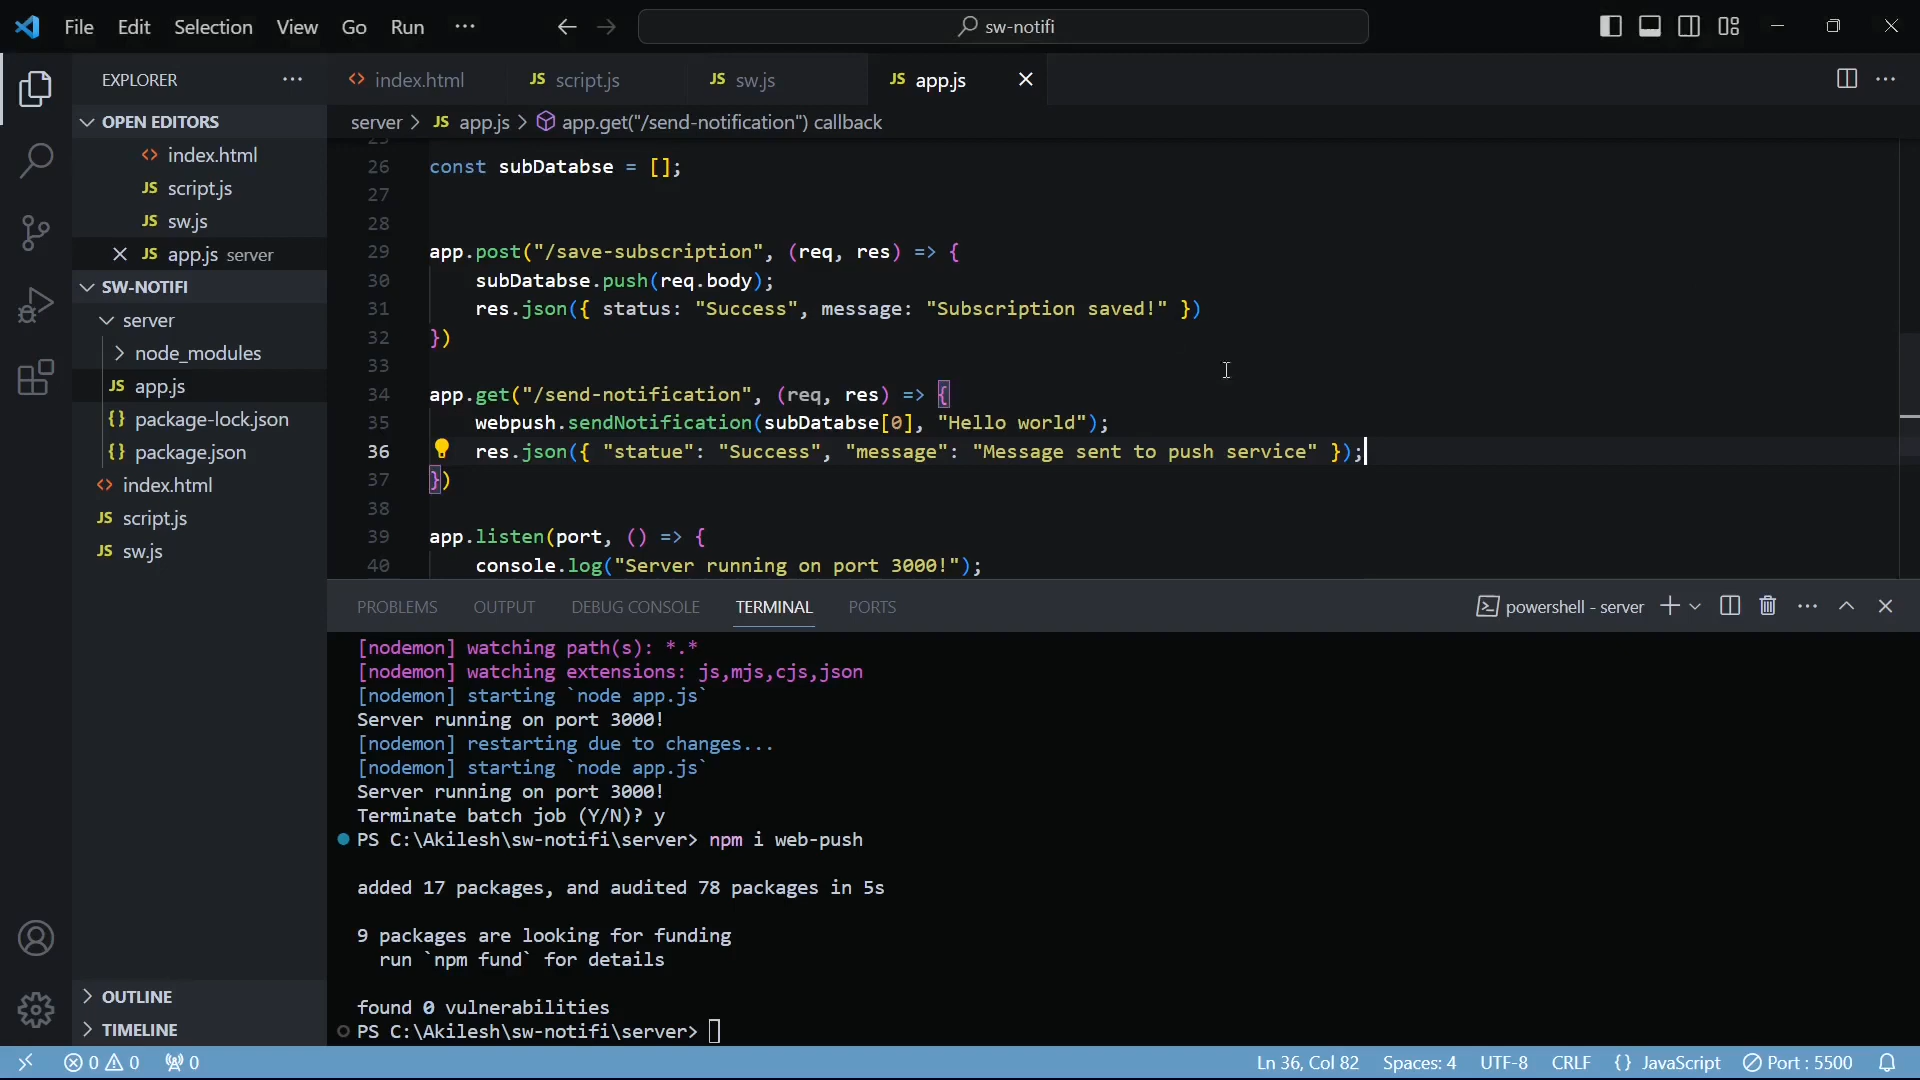 File Edit Selection View Go Run ···
sw-notifi
EXPLORER
index.html
JS script.js
JS sw.js
JS app.js
server > JS app.js > app.get("/send-notification") callback
OPEN EDITORS
index.html
JS script.js
JS sw.js
JS app.js server
SW-NOTIFI
server
node_modules
JS app.js
{} package-lock.json
{} package.json
index.html
JS script.js
JS sw.js
OUTLINE
TIMELINE
26 const subDatabse = [];
27
28
29 app.post("/save-subscription", (req, res) => {
30 subDatabse.push(req.body);
31 res.json({ status: "Success", message: "Subscription saved!" })
32 })
33
34 app.get("/send-notification", (req, res) => {
35 webpush.sendNotification(subDatabse[0], "Hello world");
36 res.json({ "statue": "Success", "message": "Message sent to push service" });
37 })
38
39 app.listen(port, () => {
40 console.log("Server running on port 3000!");
PROBLEMS OUTPUT DEBUG CONSOLE TERMINAL PORTS
powershell - server
[nodemon] watching path(s): *.*
[nodemon] watching extensions: js,mjs,cjs,json
[nodemon] starting `node app.js`
Server running on port 3000!
[nodemon] restarting due to changes...
[nodemon] starting `node app.js`
Server running on port 3000!
Terminate batch job (Y/N)? y
PS C:\Akilesh\sw-notifi\server> npm i web-push
added 17 packages, and audited 78 packages in 5s
9 packages are looking for funding
run `npm fund` for details
found 0 vulnerabilities
PS C:\Akilesh\sw-notifi\server>
0 0 0
Ln 36, Col 82 Spaces: 4 UTF-8 CRLF {} JavaScript Port : 5500